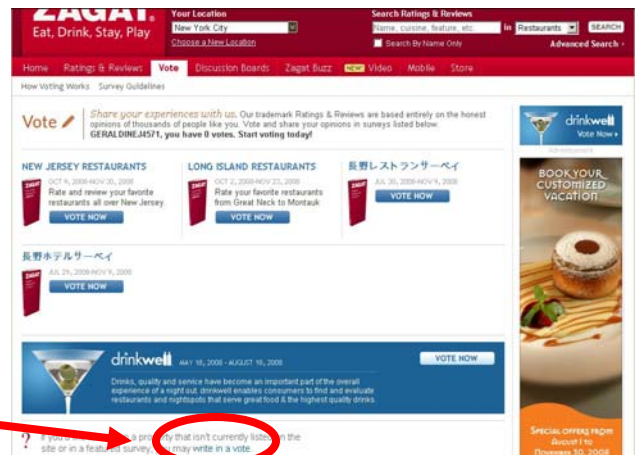 ZAGAT®
Eat, Drink, Stay, Play
Your Location
New York City
Choose a New Location
Search Ratings & Reviews
Name, cuisine, feature, etc.
in Restaurants SEARCH
Search By Name Only
Advanced Search
Home Ratings & Reviews Vote Discussion Boards Zagat Buzz NEW! Video Mobile Store
How Voting Works Survey Guidelines
Vote
Share your experiences with us. Our trademark Ratings & Reviews are based entirely on the honest
opinions of thousands of people like you. Vote and share your opinions in surveys listed below.
GERALDINEJ4571, you have 0 votes. Start voting today!
drinkwell
Vote Now
Advertisement
NEW JERSEY RESTAURANTS
OCT 9, 2008-NOV 30, 2008
Rate and review your favorite
restaurants all over New Jersey.
VOTE NOW
LONG ISLAND RESTAURANTS
OCT 2, 2008-NOV 23, 2008
Rate your favorite restaurants
from Great Neck to Montauk
VOTE NOW
長野レストランサーベイ
JUL 30, 2008-NOV 9, 2008
VOTE NOW
長野ホテルサーベイ
JUL 29, 2008-NOV 9, 2008
VOTE NOW
BOOK YOUR
CUSTOMIZED
VACATION
drinkwell MAY 18, 2008 - AUGUST 10, 2008
VOTE NOW
Drinks, quality and service have become an important part of the overall
experience of a night out. drinkwell enables consumers to find and evaluate
restaurants and nightspots that serve great food & the highest quality drinks.
? If you'd a property that isn't currently listed on the
site or in a featured survey, you may write in a vote.
SPECIAL OFFERS FROM
August 1 to
November 30, 2008